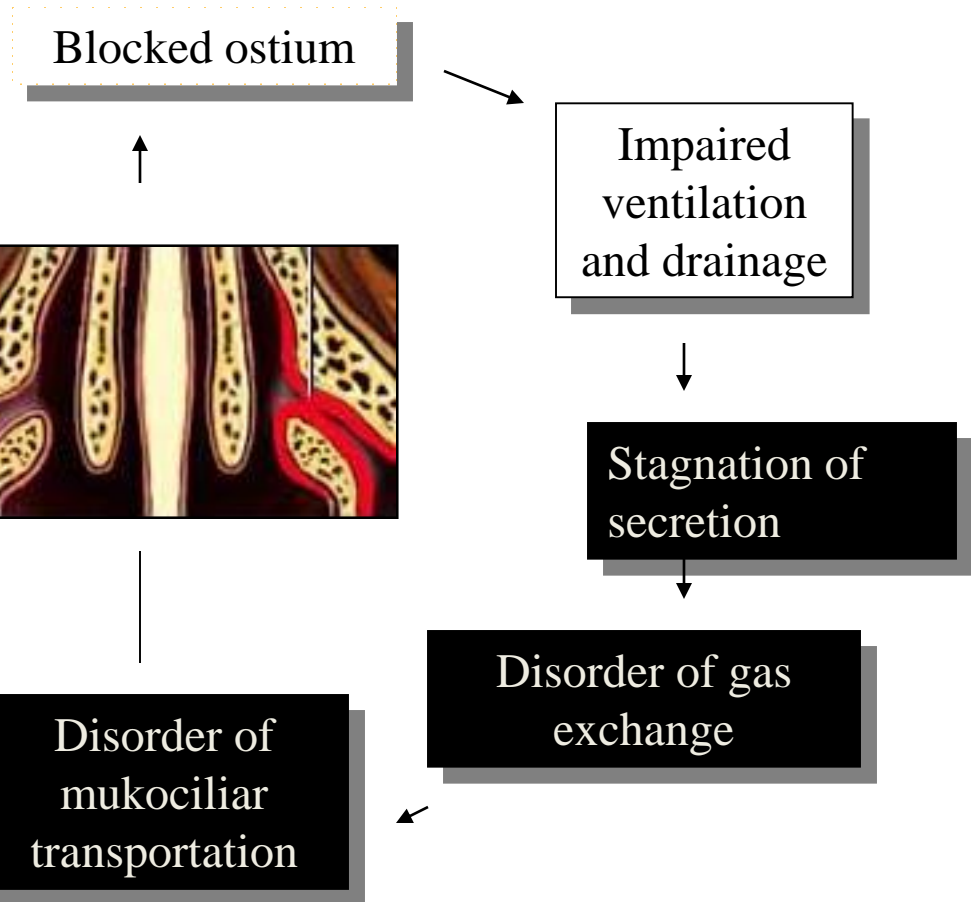 Blocked ostium
Impaired
ventilation
and drainage
Stagnation of
secretion
Disorder of gas
exchange
Disorder of
mukociliar
transportation